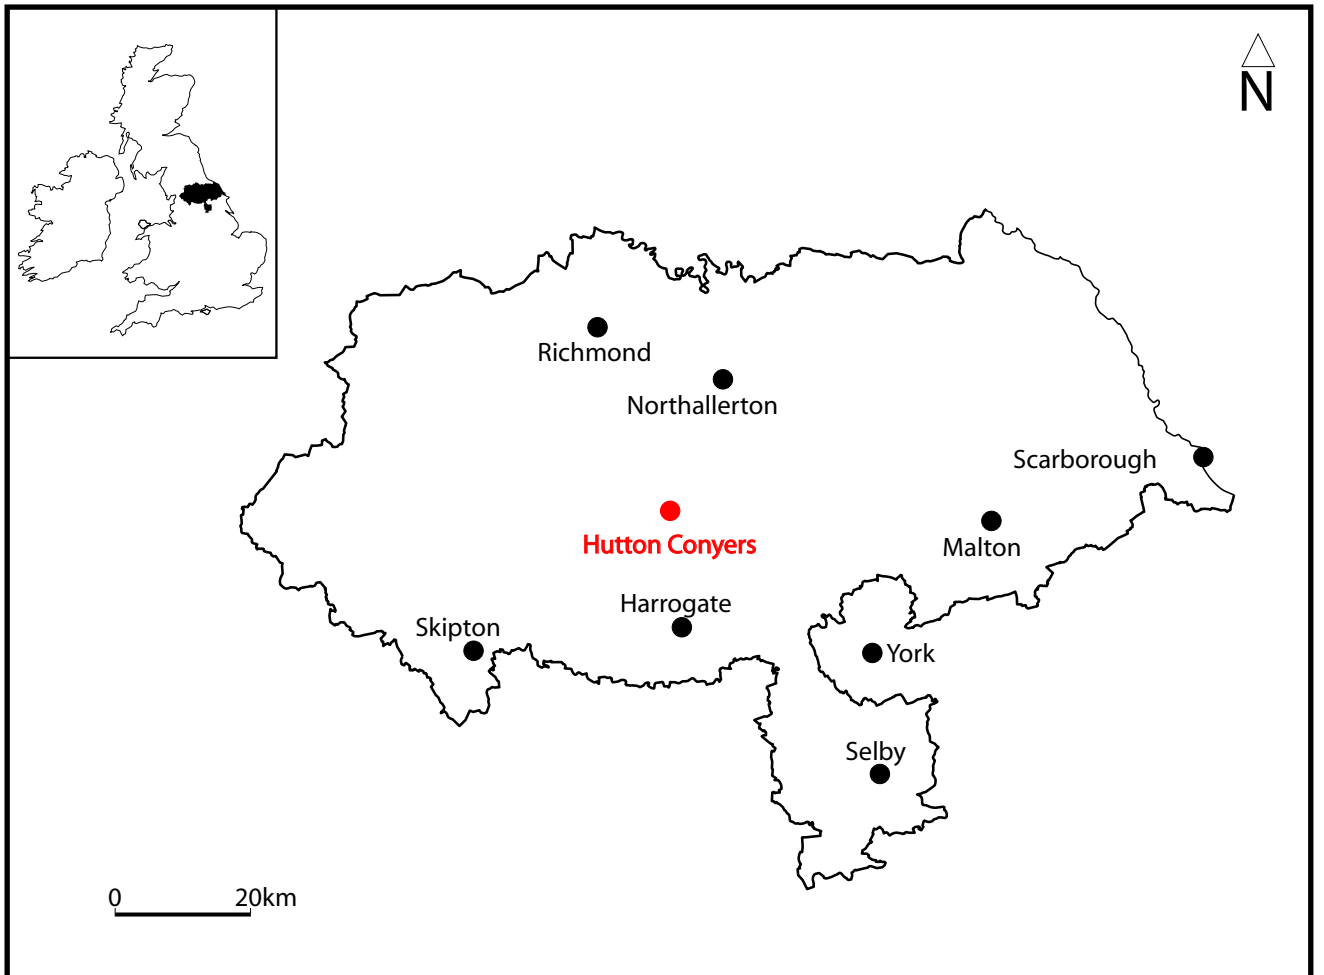 N
Richmond
Northallerton
Scarborough
Hutton Conyers
Malton
Harrogate
Skipton
York
Selby
0 20km